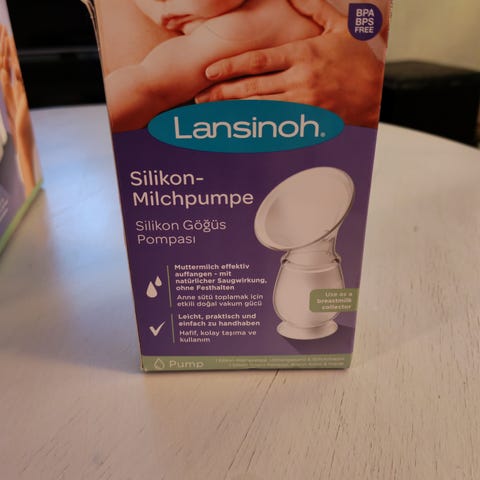 BPA
BPS
FREE
Lansinoh®
Silikon-
Milchpumpe
Silikon Göğüs
Pompası
Muttermilch effektiv
auffangen - mit
natürlicher Saugwirkung,
ohne Festhalten
Anne sütü toplamak için
etkili doğal vakum gücü
Use as a
breastmilk
collector
Leicht, praktisch und
einfach zu handhaben
Hafif, kolay taşıma ve
kullanım
Pump